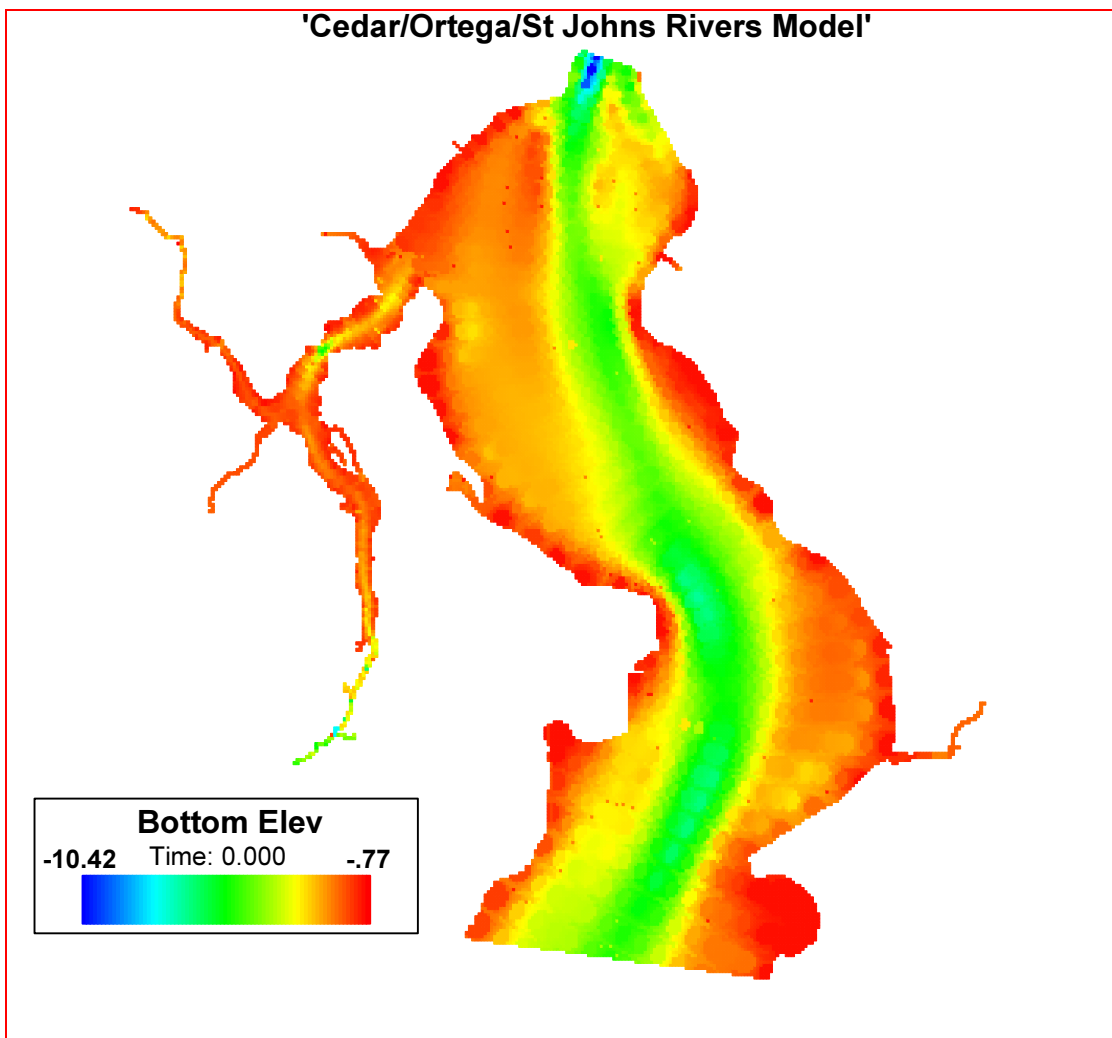 'Cedar/Ortega/St Johns Rivers Model'
Bottom Elev
-10.42 Time: 0.000 -.77